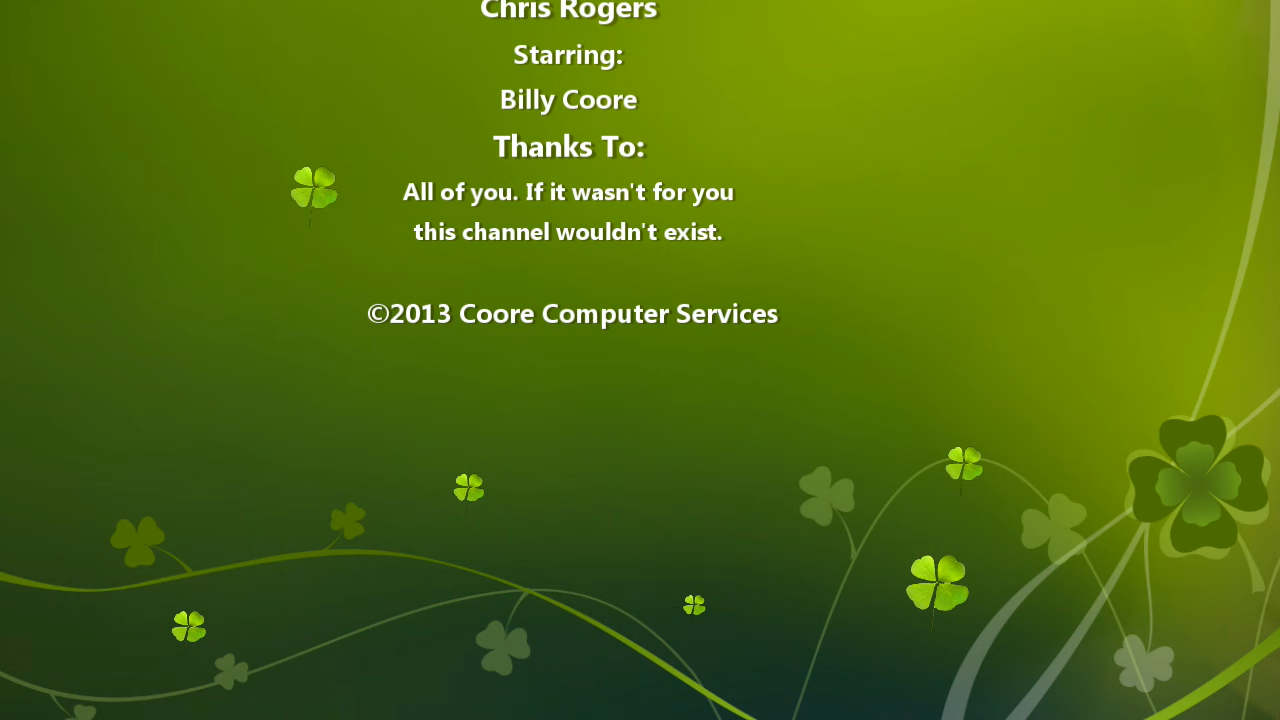 Chris Rogers
Starring:
Billy Coore
Thanks To:
All of you. If it wasn't for you
this channel wouldn't exist.
©2013 Coore Computer Services